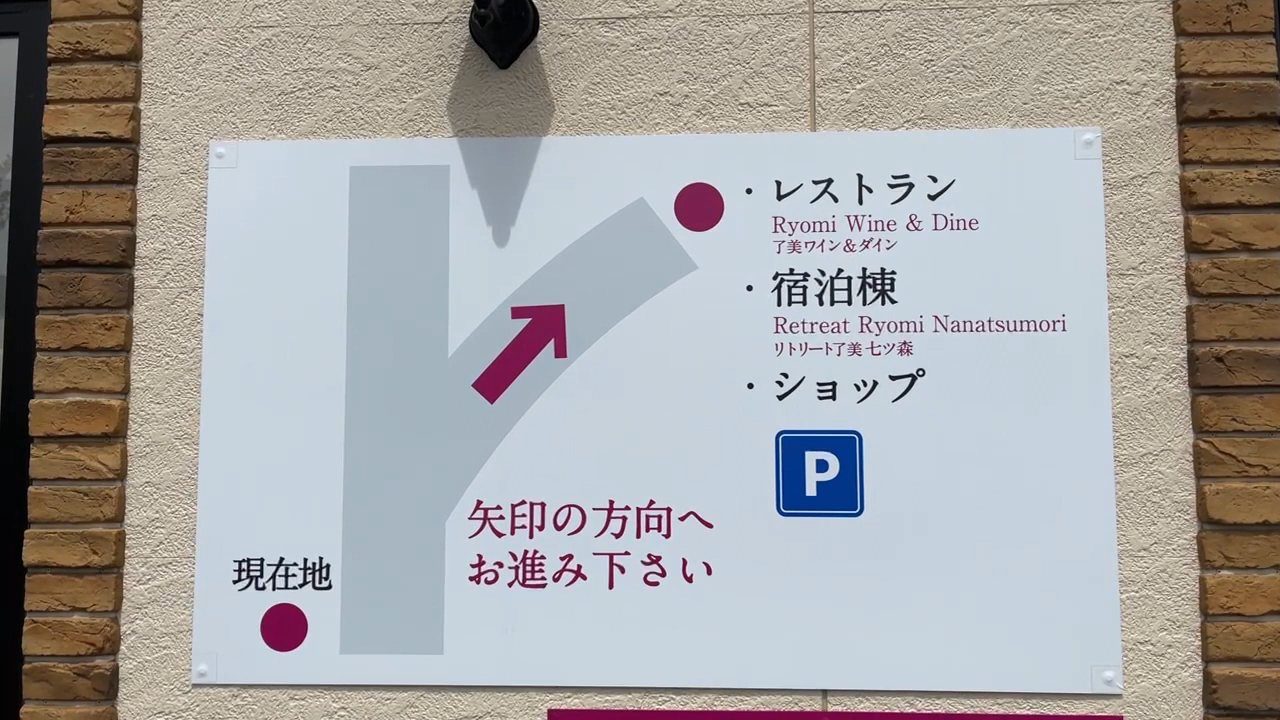 ・レストラン
Ryomi Wine & Dine
了美ワイン&ダイン
・宿泊棟
Retreat Ryomi Nanatsumori
リトリート了美 七ツ森
・ショップ
P
矢印の方向へ
お進み下さい
現在地